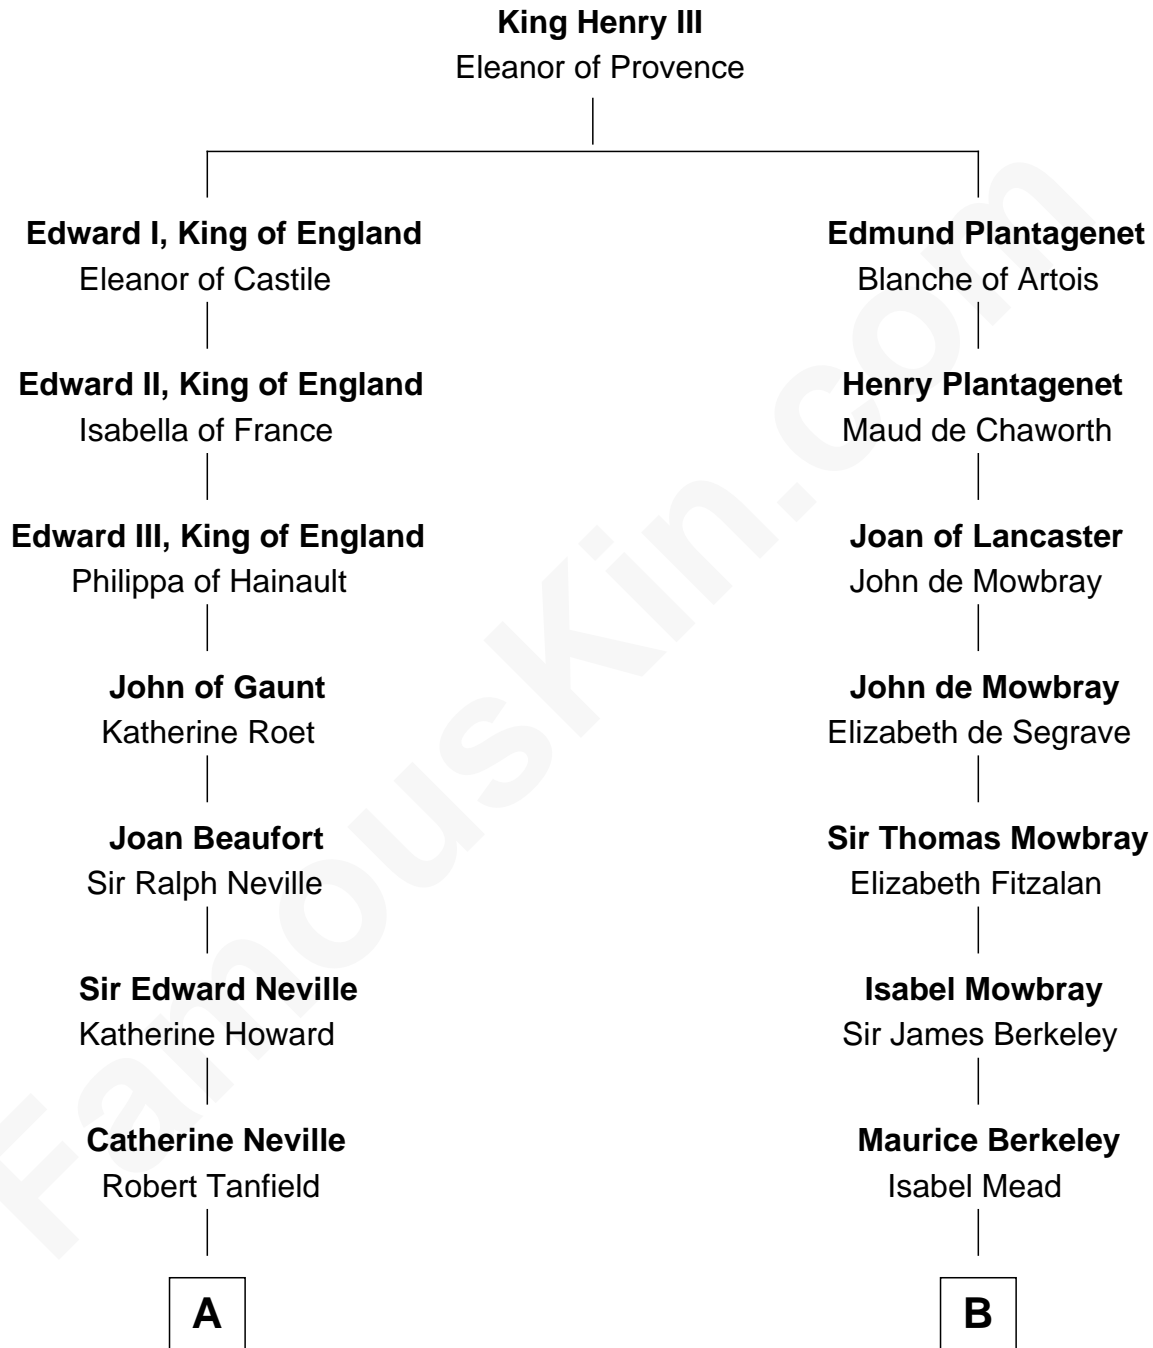 King Henry III
Eleanor of Provence
Edward I, King of England
Eleanor of Castile
Edward II, King of England
Isabella of France
Edward III, King of England
Philippa of Hainault
John of Gaunt
Katherine Roet
Joan Beaufort
Sir Ralph Neville
Sir Edward Neville
Katherine Howard
Catherine Neville
Robert Tanfield
A
Edmund Plantagenet
Blanche of Artois
Henry Plantagenet
Maud de Chaworth
Joan of Lancaster
John de Mowbray
John de Mowbray
Elizabeth de Segrave
Sir Thomas Mowbray
Elizabeth Fitzalan
Isabel Mowbray
Sir James Berkeley
Maurice Berkeley
Isabel Mead
B
FamousKin.com